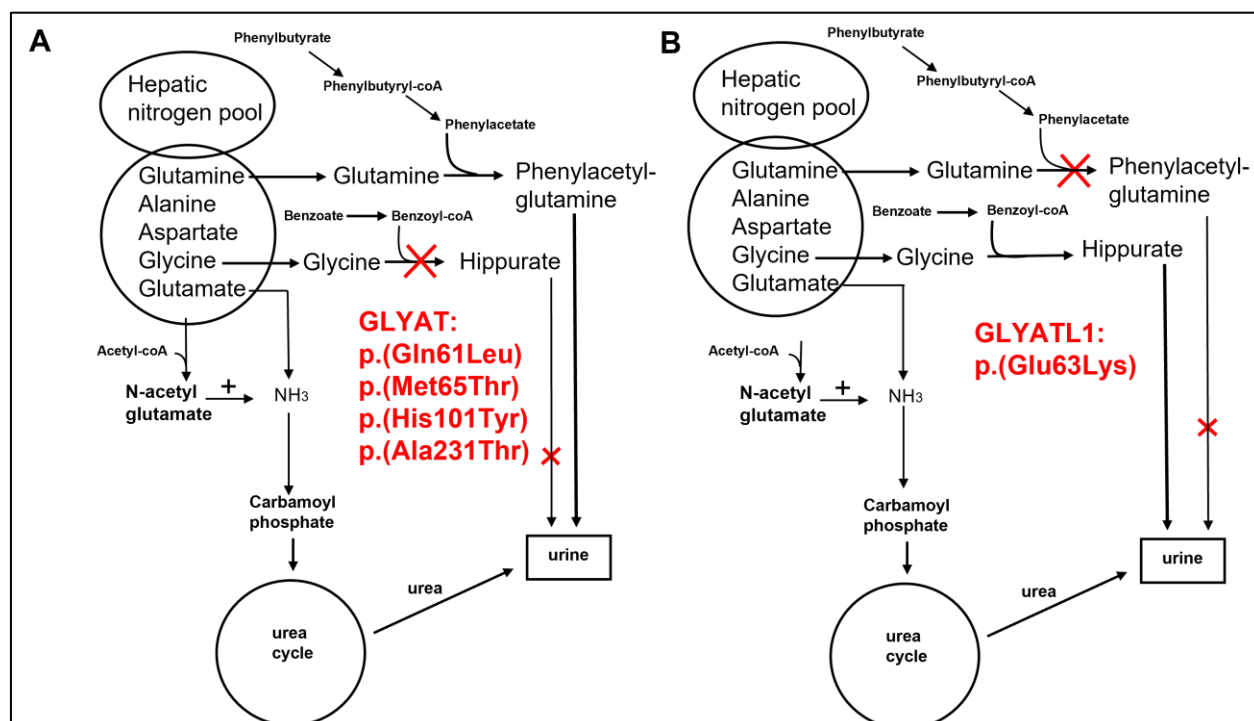 A
Phenylbutyrate
Phenylbutyryl-coA
Phenylacetate
Hepatic
nitrogen pool
Glutamine
Alanine
Aspartate
Glycine
Glutamate
Glutamine
Phenylacetyl-
glutamine
Benzoate
Benzoyl-coA
Glycine
Hippurate
GLYAT:
p.(Gln61Leu)
p.(Met65Thr)
p.(His101Tyr)
p.(Ala231Thr)
Acetyl-coA
N-acetyl
glutamate
+
NH3
Carbamoyl
phosphate
urea
cycle
urea
urine
B
Phenylbutyrate
Phenylbutyryl-coA
Phenylacetate
Hepatic
nitrogen pool
Glutamine
Alanine
Aspartate
Glycine
Glutamate
Glutamine
Phenylacetyl-
glutamine
Benzoate
Benzoyl-coA
Glycine
Hippurate
GLYATL1:
p.(Glu63Lys)
Acetyl-coA
N-acetyl
glutamate
+
NH3
Carbamoyl
phosphate
urea
cycle
urea
urine